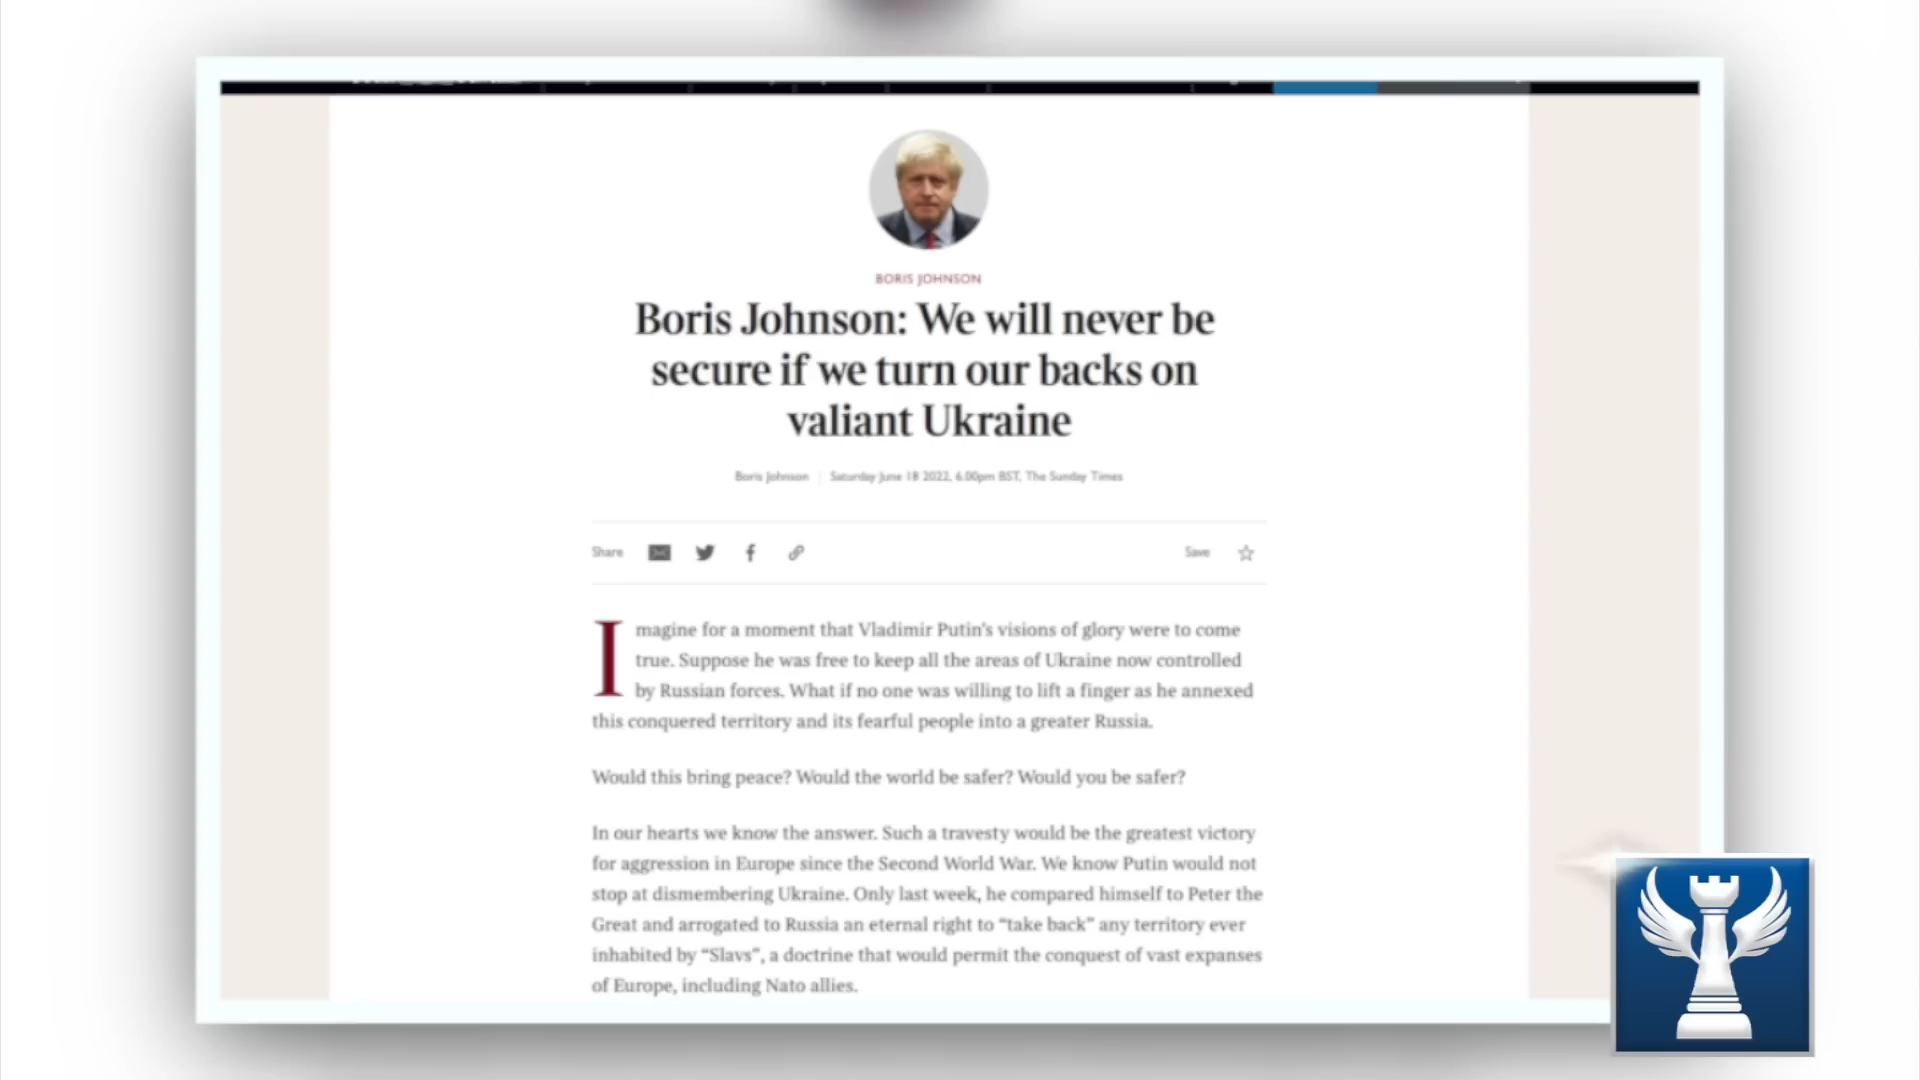 BORIS JOHNSON
Boris Johnson: We will never be
secure if we turn our backs on
valiant Ukraine
Boris Johnson | Saturday June 18 2022, 6.00pm BST, The Sunday Times
Share
Save
Imagine for a moment that Vladimir Putin's visions of glory were to come
true. Suppose he was free to keep all the areas of Ukraine now controlled
by Russian forces. What if no one was willing to lift a finger as he annexed
this conquered territory and its fearful people into a greater Russia.
Would this bring peace? Would the world be safer? Would you be safer?
In our hearts we know the answer. Such a travesty would be the greatest victory
for aggression in Europe since the Second World War. We know Putin would not
stop at dismembering Ukraine. Only last week, he compared himself to Peter the
Great and arrogated to Russia an eternal right to “take back” any territory ever
inhabited by “Slavs”, a doctrine that would permit the conquest of vast expanses
of Europe, including Nato allies.